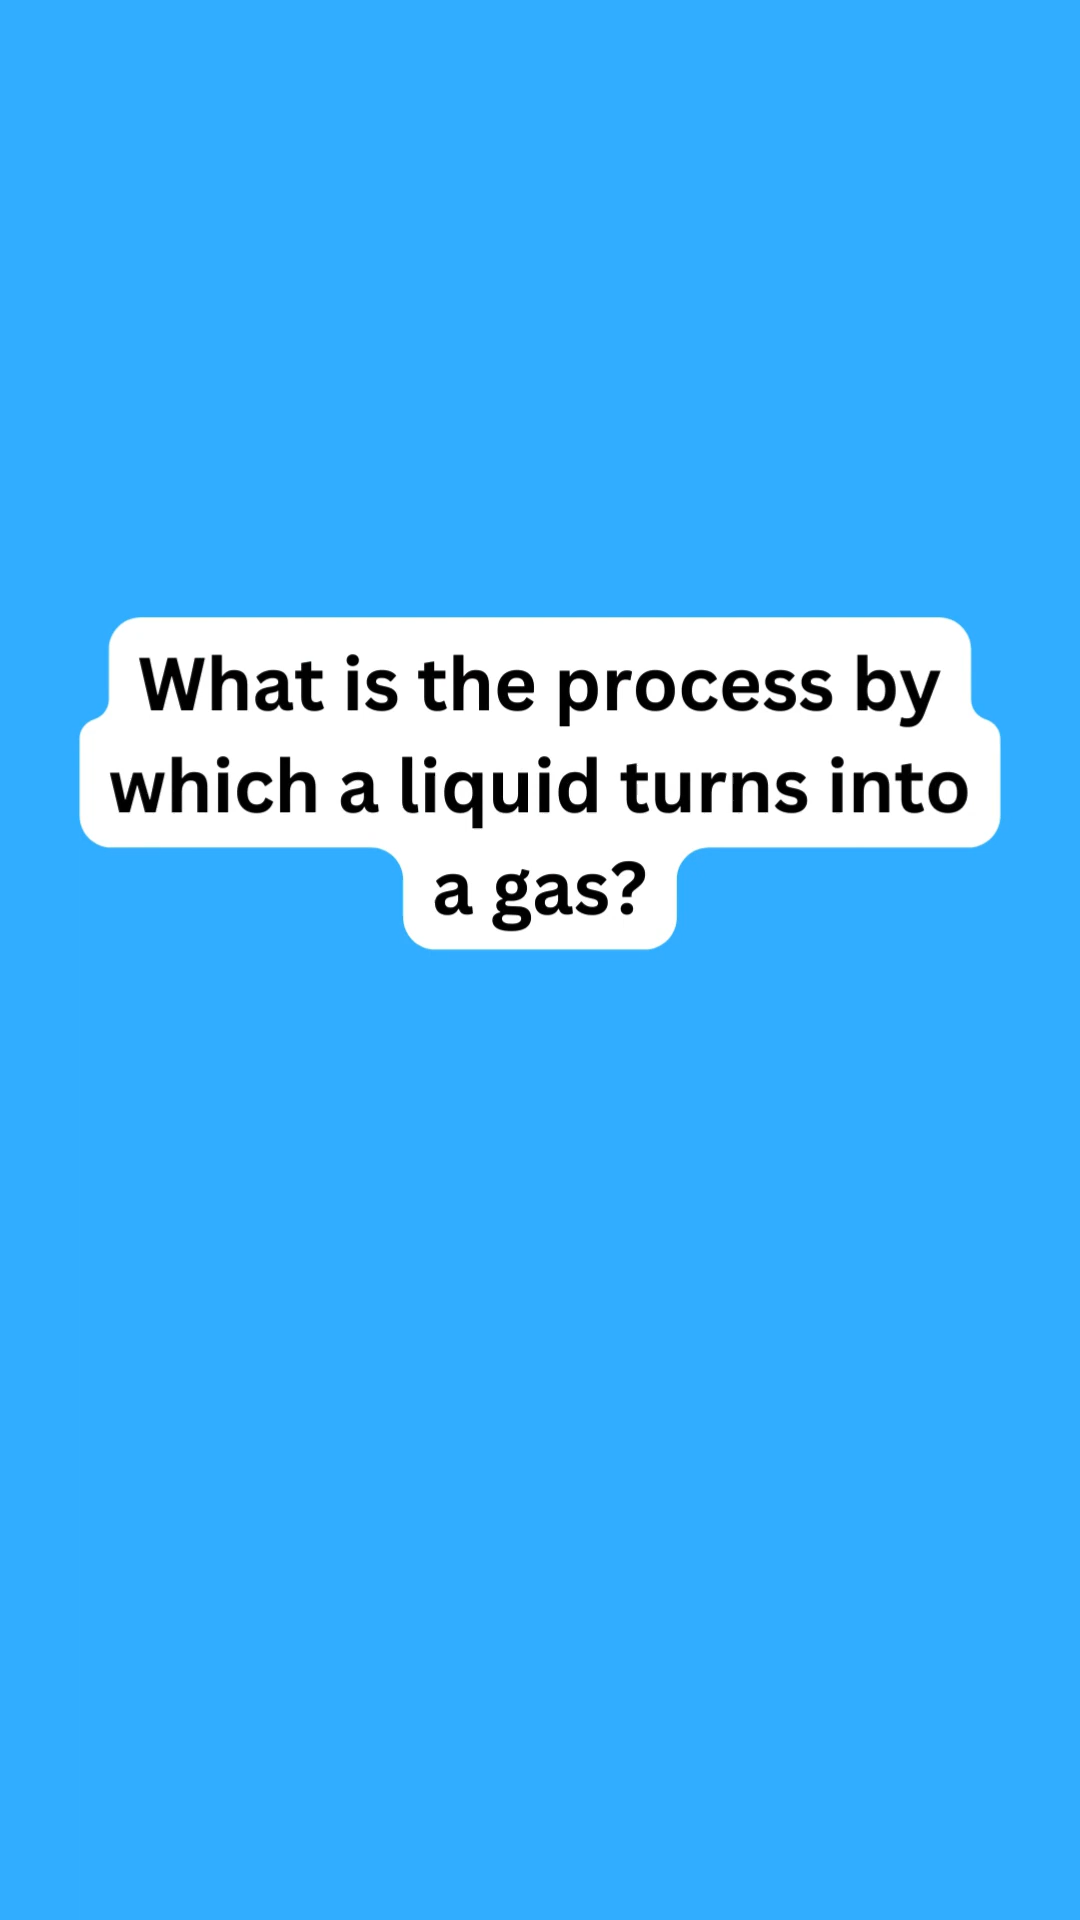 What is the process by
which a liquid turns into
a gas?